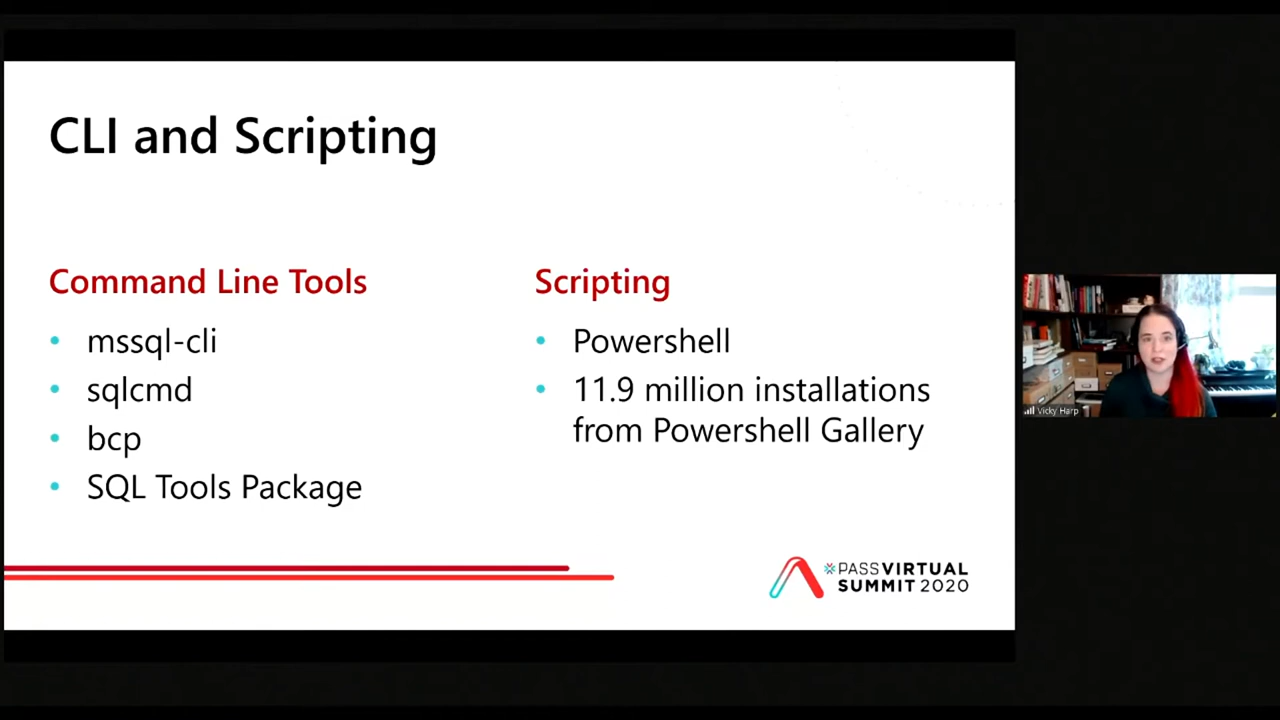 CLI and Scripting
Command Line Tools
mssql-cli
sqlcmd
bcp
SQL Tools Package
Scripting
Powershell
11.9 million installations
from Powershell Gallery
PASS VIRTUAL
SUMMIT 2020
Vicky Harp